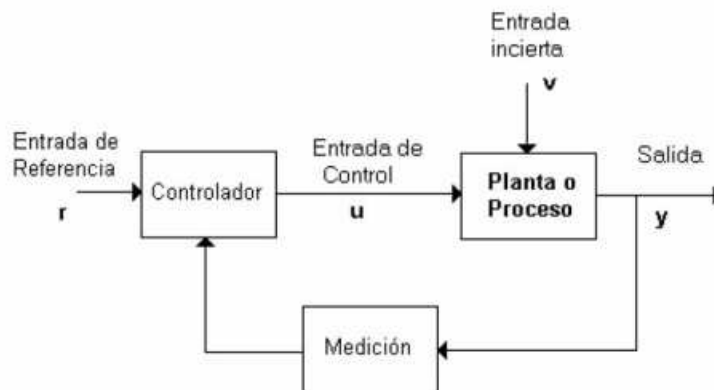 Entrada
incierta
v
Entrada de
Referencia
r
Controlador
Entrada de
Control
u
Planta o
Proceso
Salida
y
Medición